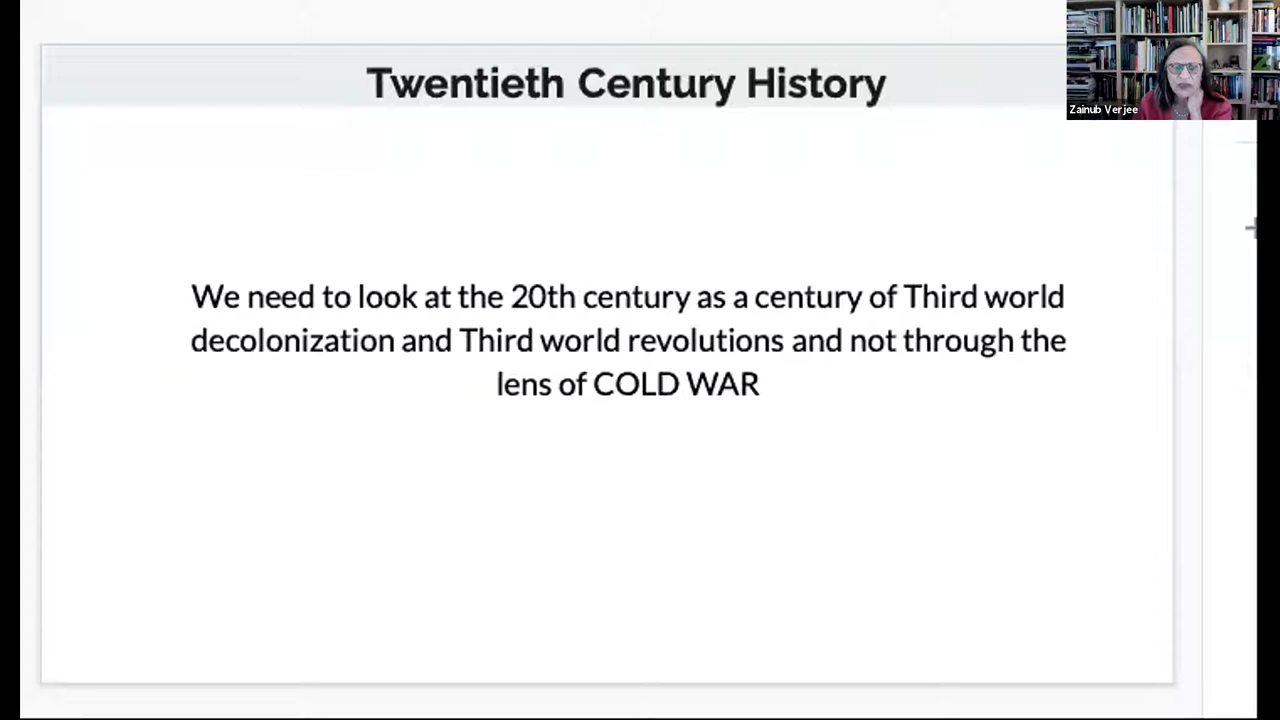 Twentieth Century History
Zainub Verjee
We need to look at the 20th century as a century of Third world
decolonization and Third world revolutions and not through the
lens of COLD WAR